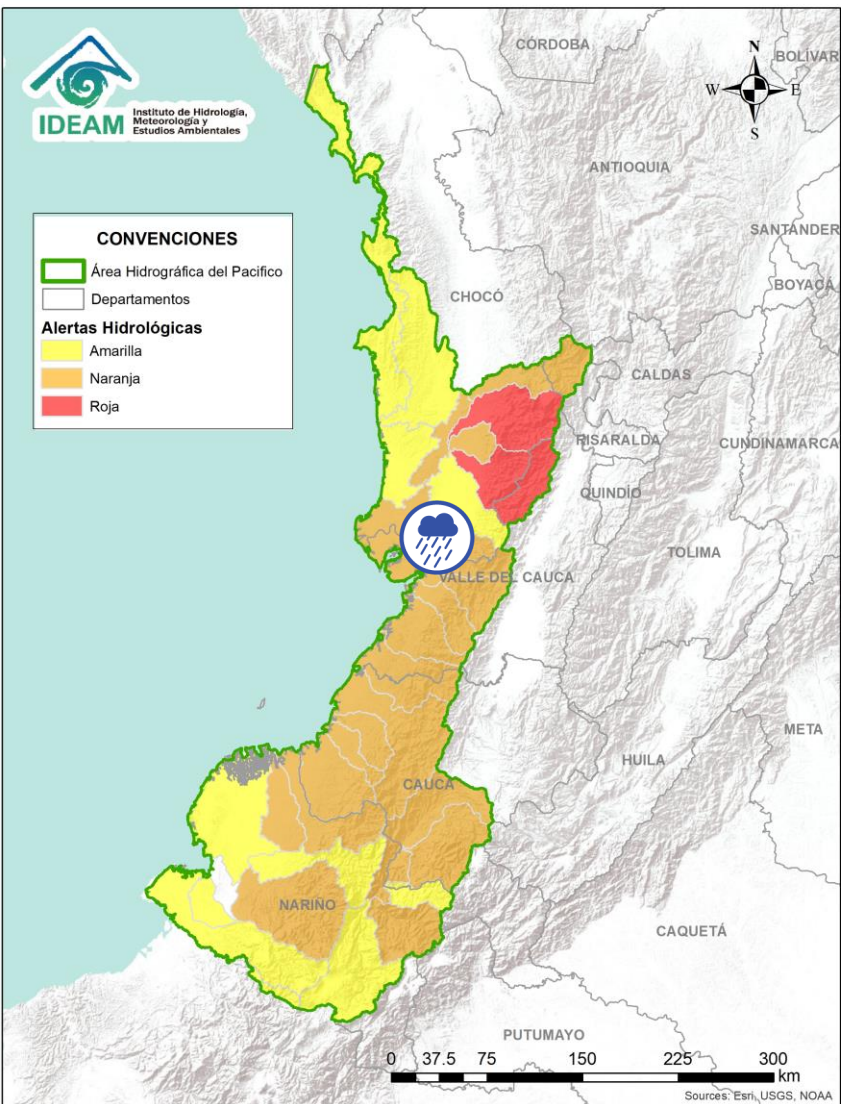 IDEAM
Instituto de Hidrología,
Meteorología y
Estudios Ambientales
CÓRDOBA
BOLÍVAR
N
W
E
S
ANTIOQUIA
SANTANDER
BOYACÁ
CONVENCIONES
Área Hidrográfica del Pacifico
Departamentos
Alertas Hidrológicas
Amarilla
Naranja
Roja
CHOCÓ
CALDAS
RISARALDA
CUNDINAMARCA
QUINDÍO
TOLIMA
VALLE DEL CAUCA
META
HUILA
CAUCA
NARIÑO
CAQUETÁ
PUTUMAYO
0 37.5 75 150 225 300
km
Sources: Esri, USGS, NOAA